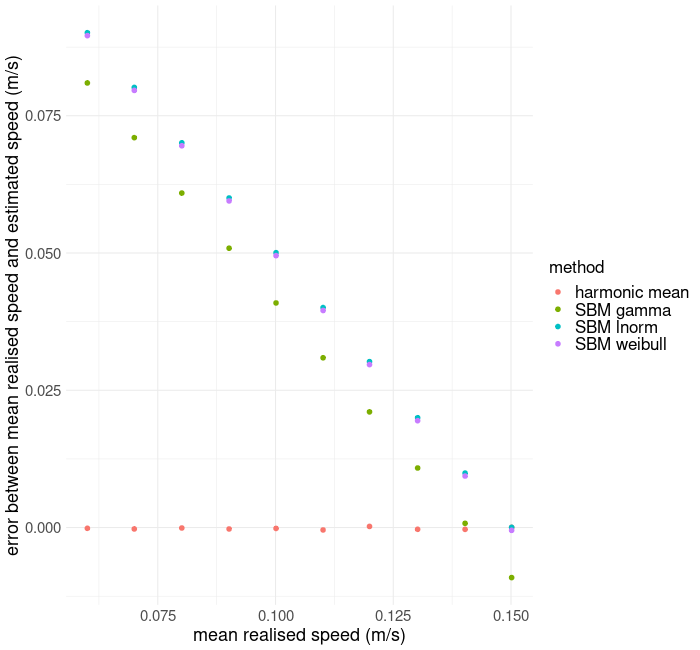 error between mean realised speed and estimated speed (m/s)
0.075
0.050
0.025
0.000
0.075
0.100
0.125
0.150
mean realised speed (m/s)
method
harmonic mean
SBM gamma
SBM lnorm
SBM weibull